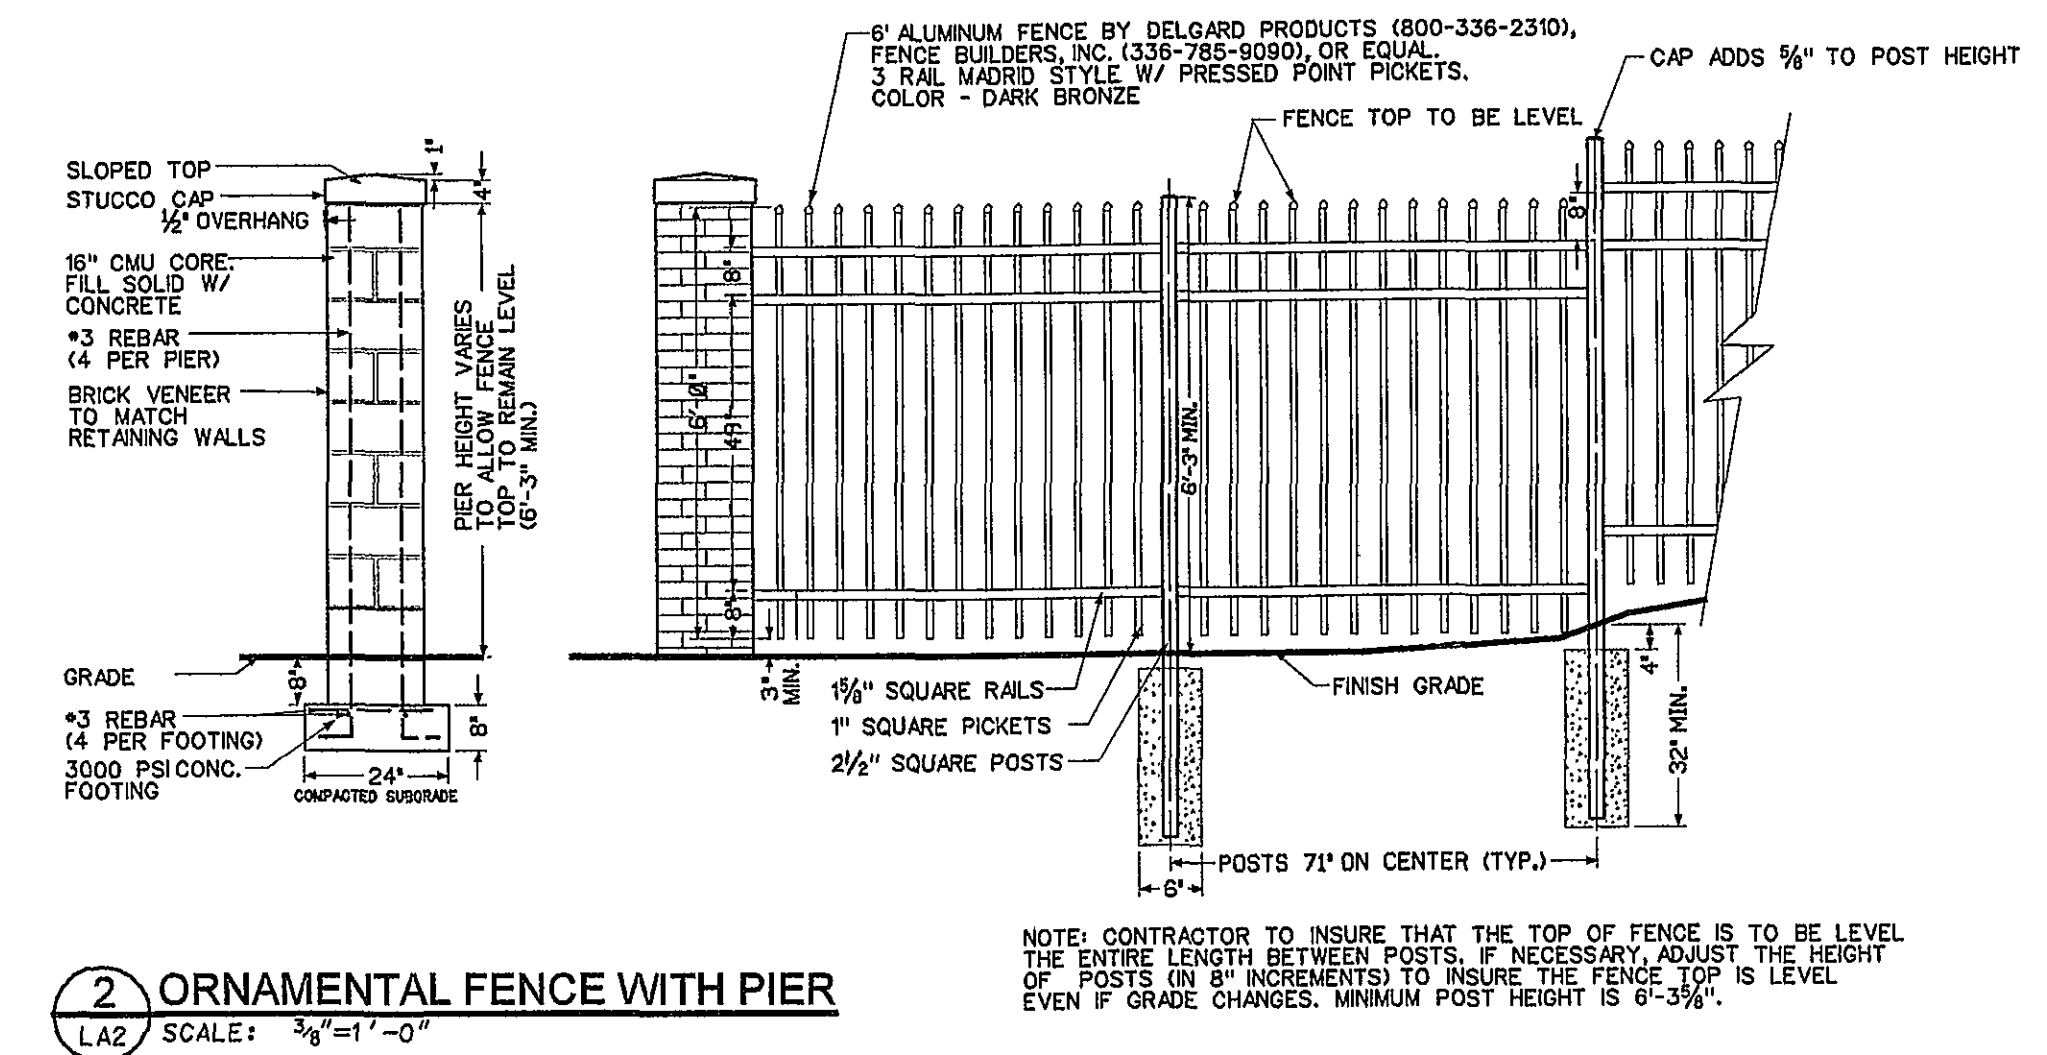 6' ALUMINUM FENCE BY DELGARD PRODUCTS (800-336-2310),
FENCE BUILDERS, INC. (336-785-9090), OR EQUAL.
3 RAIL MADRID STYLE W/ PRESSED POINT PICKETS.
COLOR - DARK BRONZE
CAP ADDS 5/8" TO POST HEIGHT
FENCE TOP TO BE LEVEL
SLOPED TOP
STUCCO CAP
1/2" OVERHANG
16" CMU CORE.
FILL SOLID W/
CONCRETE
#3 REBAR
(4 PER PIER)
BRICK VENEER
TO MATCH
RETAINING WALLS
1"
4"
PIER HEIGHT VARIES
TO ALLOW FENCE
TOP TO REMAIN LEVEL
(6'-3" MIN.)
GRADE
8"
#3 REBAR
(4 PER FOOTING)
3000 PSI CONC.
FOOTING
8"
24"
COMPACTED SUBGRADE
8"
6'-0"
49"
8"
3"
MIN.
6'-3" MIN.
8"
1 5/8" SQUARE RAILS
1" SQUARE PICKETS
2 1/2" SQUARE POSTS
FINISH GRADE
4"
32" MIN.
POSTS 71" ON CENTER (TYP.)
6"
NOTE: CONTRACTOR TO INSURE THAT THE TOP OF FENCE IS TO BE LEVEL
THE ENTIRE LENGTH BETWEEN POSTS. IF NECESSARY, ADJUST THE HEIGHT
OF POSTS (IN 8" INCREMENTS) TO INSURE THE FENCE TOP IS LEVEL
EVEN IF GRADE CHANGES. MINIMUM POST HEIGHT IS 6'-3 5/8".
2
LA2
ORNAMENTAL FENCE WITH PIER
SCALE: 3/8"=1'-0"